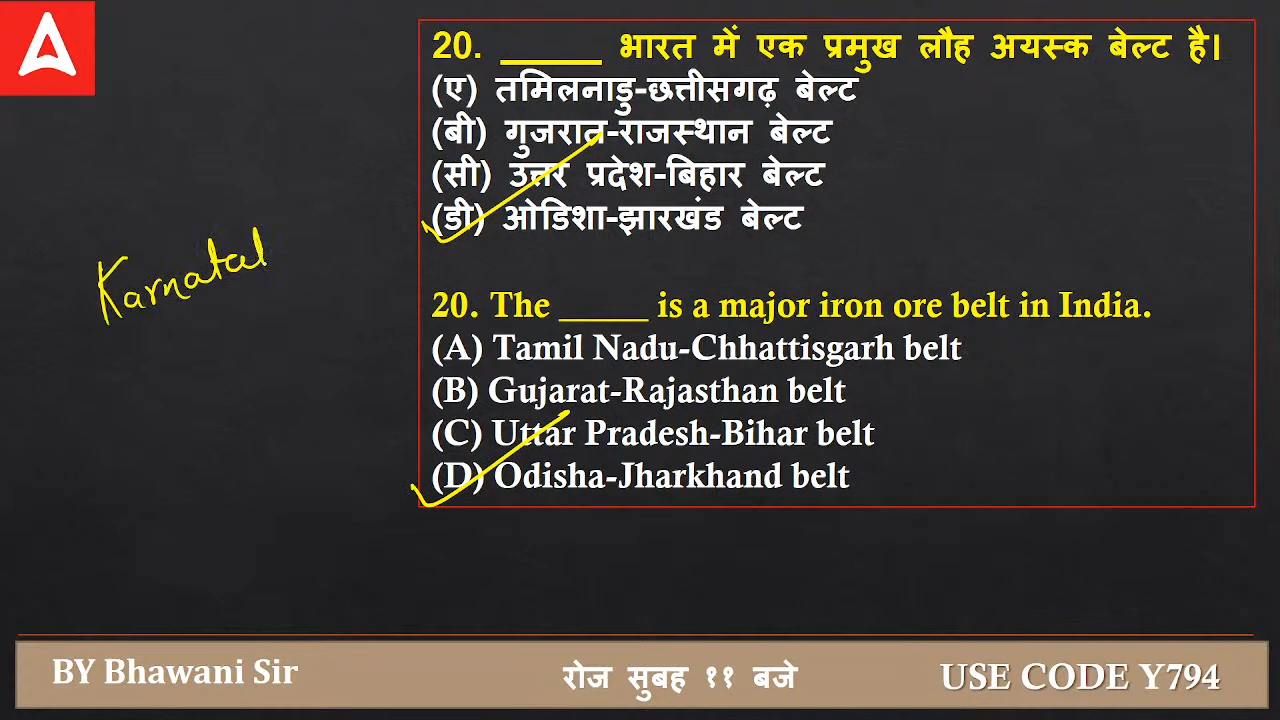 20. _____ भारत में एक प्रमुख लौह अयस्क बेल्ट है।
(ए) तमिलनाडु-छत्तीसगढ़ बेल्ट
(बी) गुजरात-राजस्थान बेल्ट
(सी) उत्तर प्रदेश-बिहार बेल्ट
(डी) ओडिशा-झारखंड बेल्ट
Karnatal
20. The _____ is a major iron ore belt in India.
(A) Tamil Nadu-Chhattisgarh belt
(B) Gujarat-Rajasthan belt
(C) Uttar Pradesh-Bihar belt
(D) Odisha-Jharkhand belt
BY Bhawani Sir
रोज सुबह ११ बजे
USE CODE Y794